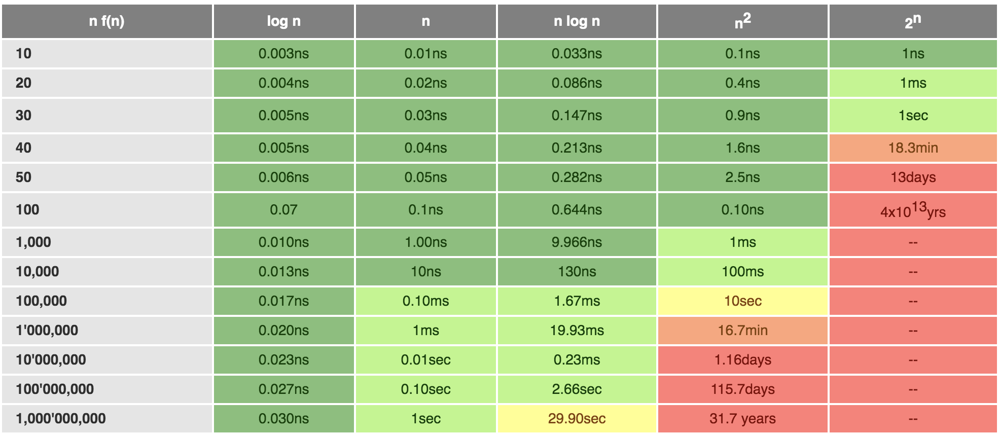 n f(n) log n n n log n n² 2ⁿ
10 0.003ns 0.01ns 0.033ns 0.1ns 1ns
20 0.004ns 0.02ns 0.086ns 0.4ns 1ms
30 0.005ns 0.03ns 0.147ns 0.9ns 1sec
40 0.005ns 0.04ns 0.213ns 1.6ns 18.3min
50 0.006ns 0.05ns 0.282ns 2.5ns 13days
100 0.07 0.1ns 0.644ns 0.10ns 4x10¹³yrs
1,000 0.010ns 1.00ns 9.966ns 1ms --
10,000 0.013ns 10ns 130ns 100ms --
100,000 0.017ns 0.10ms 1.67ms 10sec --
1'000,000 0.020ns 1ms 19.93ms 16.7min --
10'000,000 0.023ns 0.01sec 0.23ms 1.16days --
100'000,000 0.027ns 0.10sec 2.66sec 115.7days --
1,000'000,000 0.030ns 1sec 29.90sec 31.7 years --